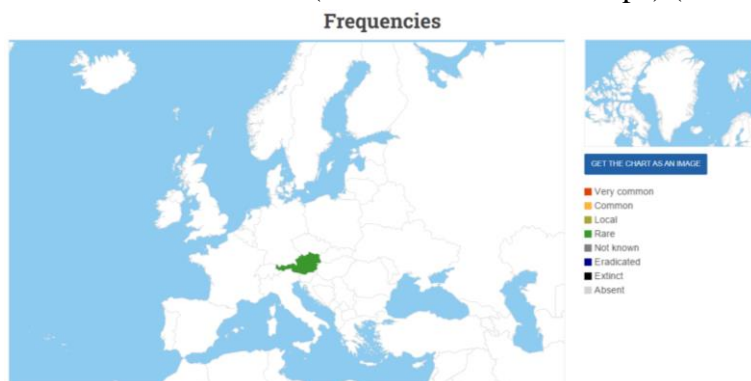 Frequencies
GET THE CHART AS AN IMAGE
Very common
Common
Local
Rare
Not known
Eradicated
Extinct
Absent